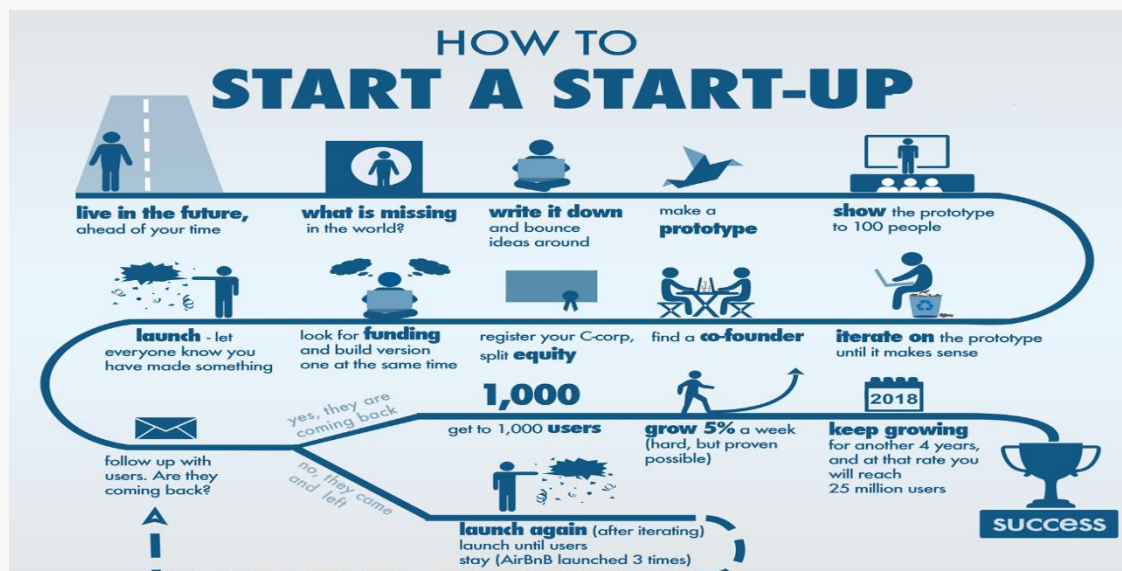 HOW TO
START A START-UP
live in the future,
ahead of your time
what is missing
in the world?
write it down
and bounce
ideas around
make a
prototype
show the prototype
to 100 people
iterate on the prototype
until it makes sense
find a co-founder
register your C-corp,
split equity
look for funding
and build version
one at the same time
launch - let
everyone know you
have made something
follow up with
users. Are they
coming back?
yes, they are
coming back
1,000
get to 1,000 users
grow 5% a week
(hard, but proven
possible)
2018
keep growing
for another 4 years,
and at that rate you
will reach
25 million users
success
no, they came
and left
launch again (after iterating)
launch until users
stay (AirBnB launched 3 times)